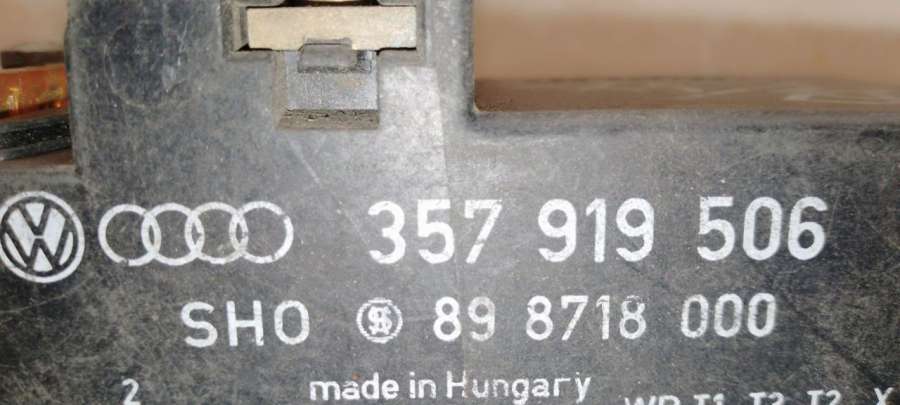 357 919 506
SHO 89 8718 000
2 made in Hungary